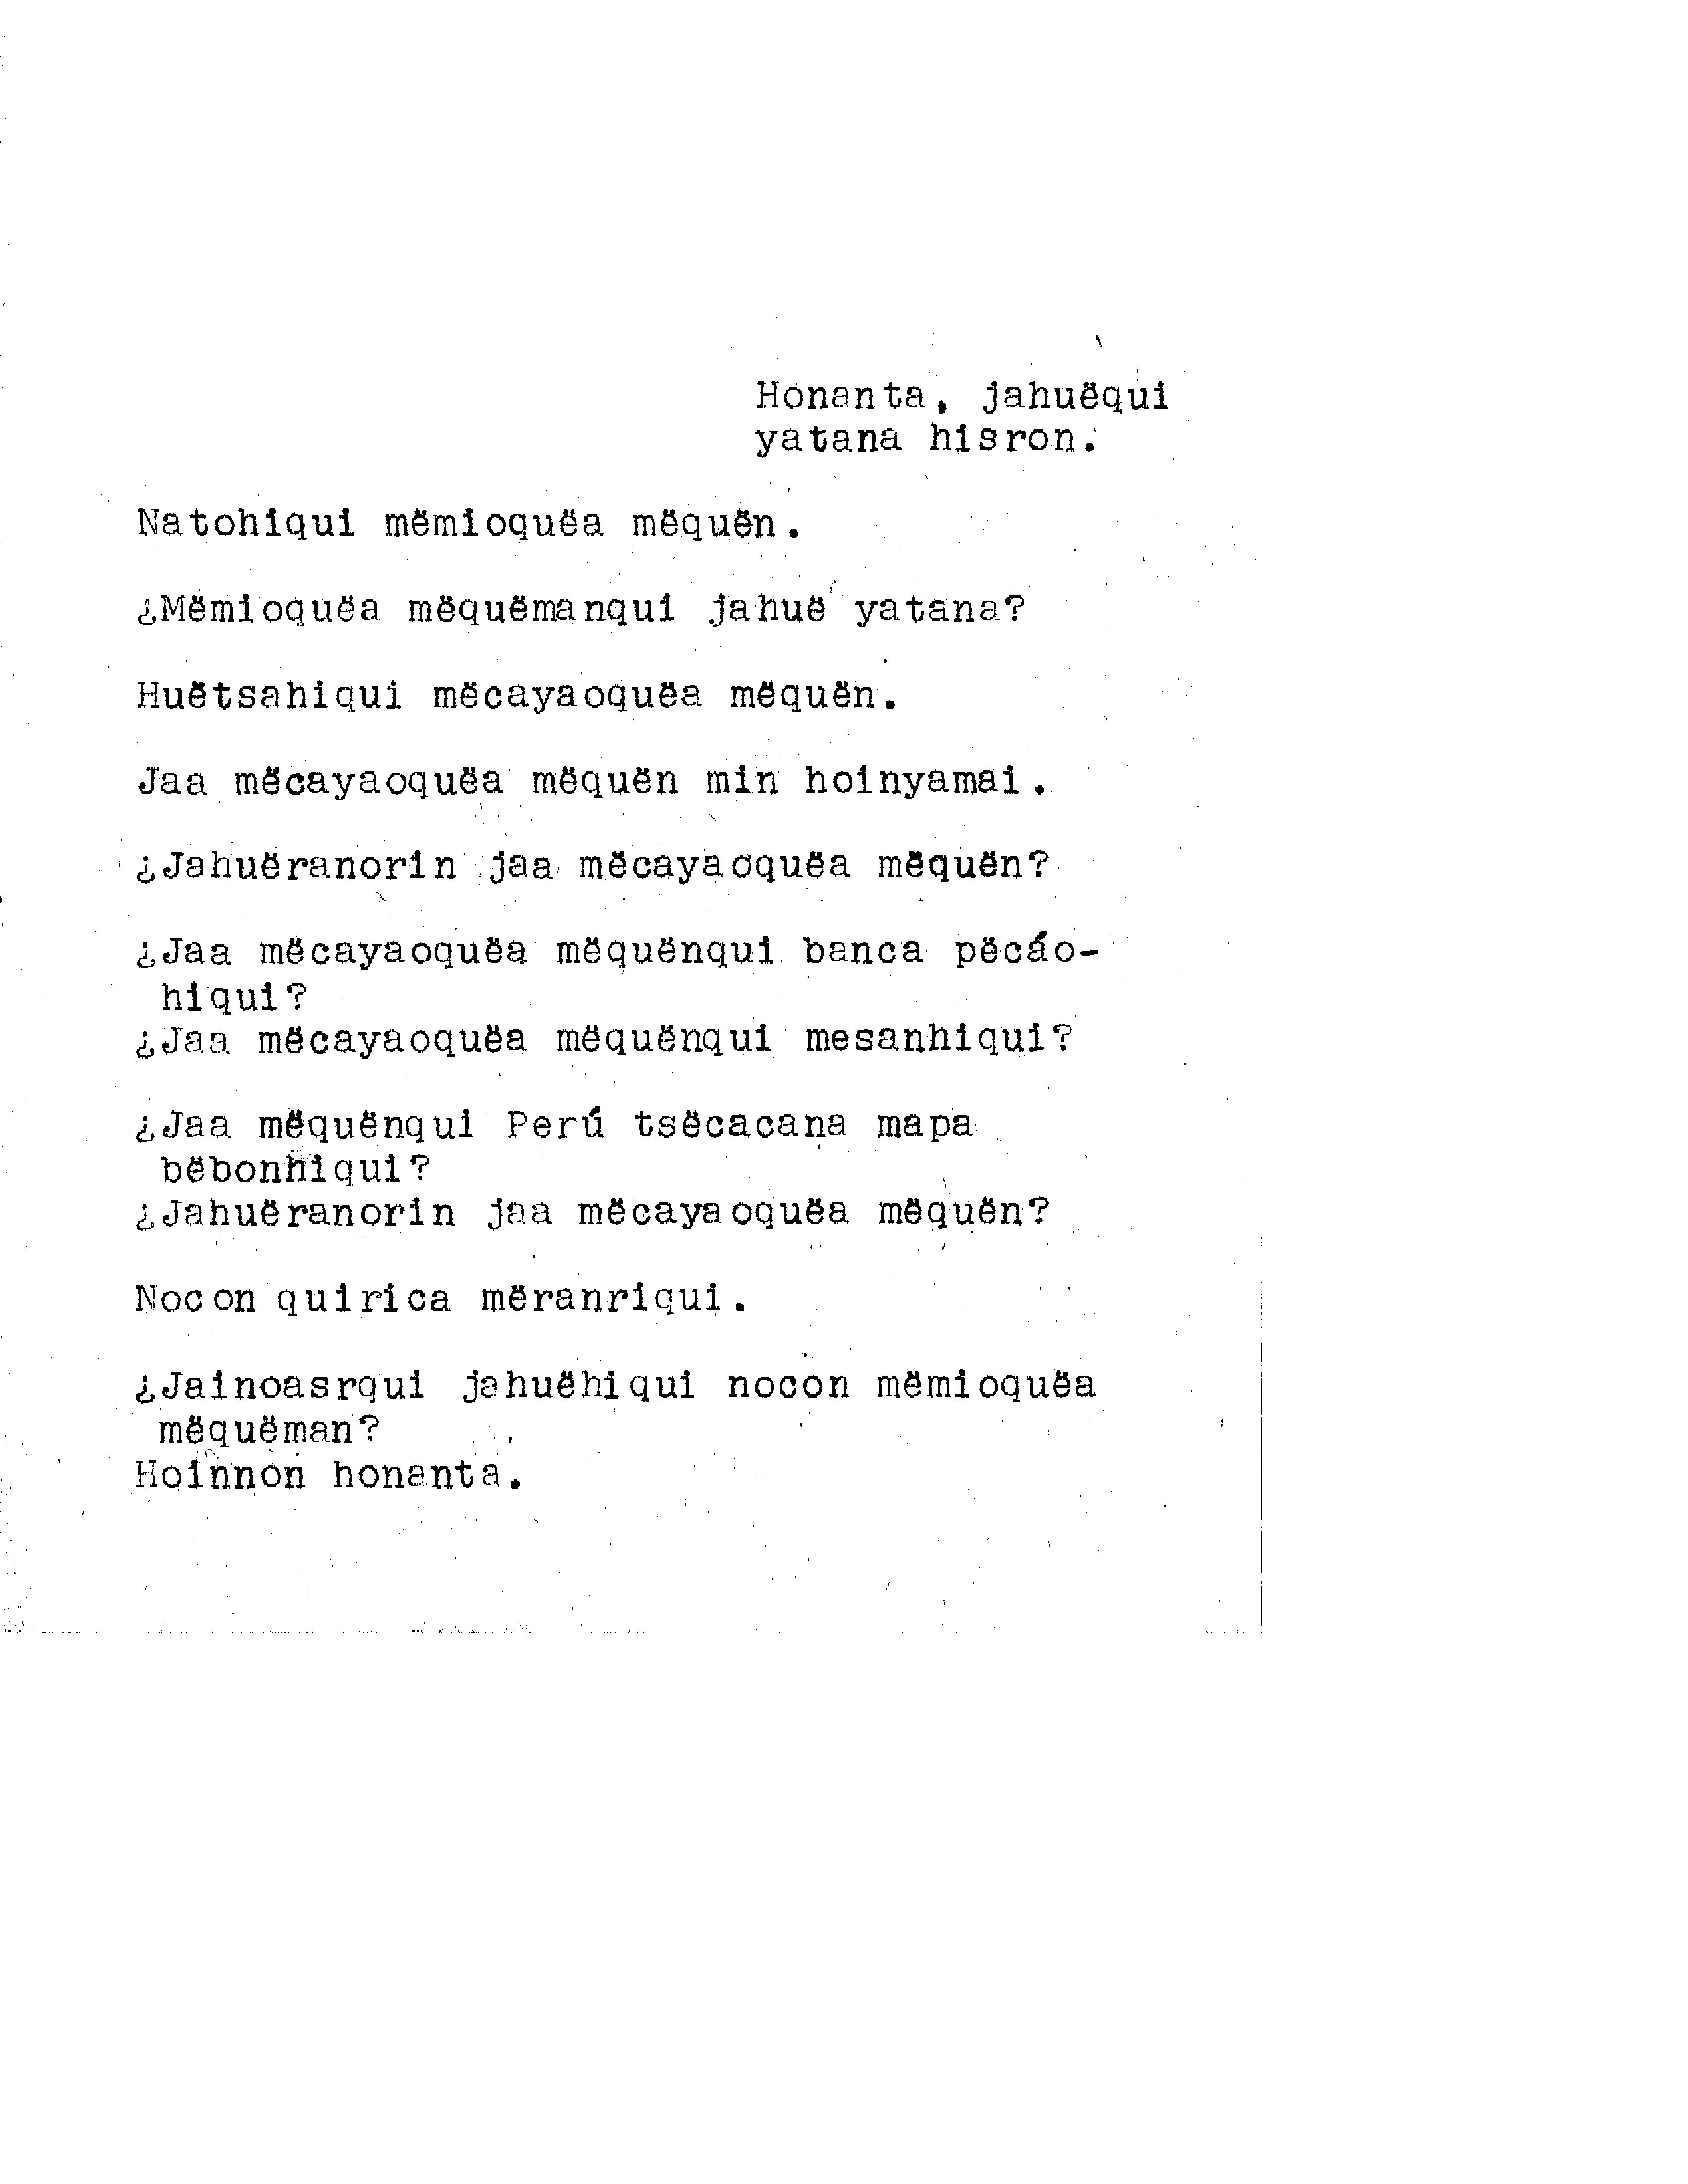 Honanta, jahuëqui
yatana hisron.
Natohiqui mëmioquëa mëquën.
¿Mëmioquëa mëquëmanqui jahuë yatana?
Huëtsahiqui mëcayaoquëa mëquën.
Jaa mëcayaoquëa mëquën min hoinyamai.
¿Jahuëranorin jaa mëcayaoquëa mëquën?
¿Jaa mëcayaoquëa mëquënqui banca pëcáo-
hiqui?
¿Jaa mëcayaoquëa mëquënqui mesanhiqui?
¿Jaa mëquënqui Perú tsëcacana mapa
bëbonhiqui?
¿Jahuëranorin jaa mëcayaoquëa mëquën?
Nocon quirica mëranriqui.
¿Jainoasrqui jahuëhiqui nocon mëmioquëa
mëquëman?
Hoinnon honanta.